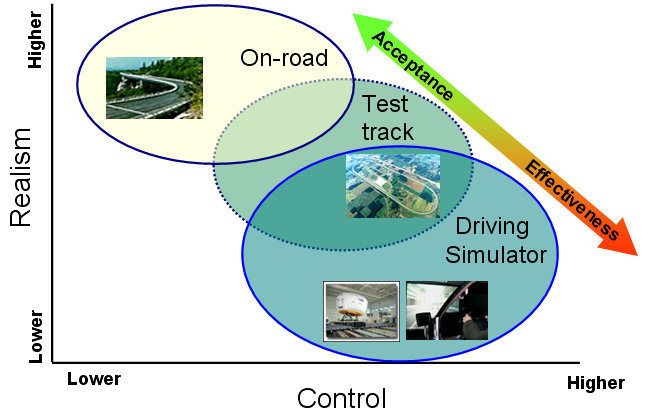 Higher
On-road
Acceptance
Test
track
Realism
Effectiveness
Driving
Simulator
Lower
Lower
Higher
Control